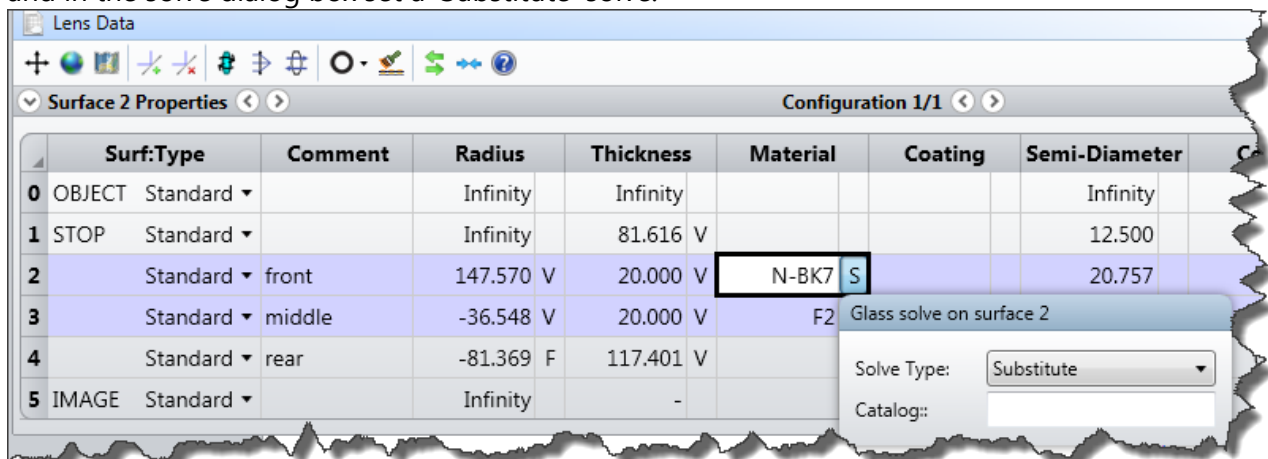 and in the solve dialog box set a 'Substitute' solve:
Lens Data
Surface 2 Properties Configuration 1/1
Surf:Type Comment Radius Thickness Material Coating Semi-Diameter
0 OBJECT Standard Infinity Infinity Infinity
1 STOP Standard Infinity 81.616 V 12.500
2 Standard front 147.570 V 20.000 V N-BK7 S 20.757
3 Standard middle -36.548 V 20.000 V F2
4 Standard rear -81.369 F 117.401 V
5 IMAGE Standard Infinity -
Glass solve on surface 2
Solve Type: Substitute
Catalog::